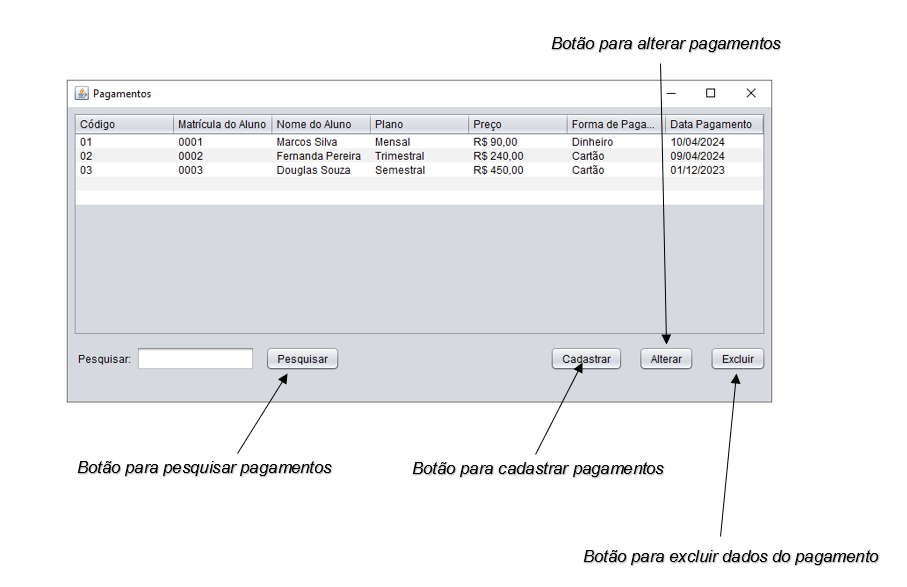 Botão para alterar pagamentos
Pagamentos
Código Matrícula do Aluno Nome do Aluno Plano Preço Forma de Paga... Data Pagamento
01 0001 Marcos Silva Mensal R$ 90,00 Dinheiro 10/04/2024
02 0002 Fernanda Pereira Trimestral R$ 240,00 Cartão 09/04/2024
03 0003 Douglas Souza Semestral R$ 450,00 Cartão 01/12/2023
Pesquisar: Pesquisar Cadastrar Alterar Excluir
Botão para pesquisar pagamentos Botão para cadastrar pagamentos
Botão para excluir dados do pagamento